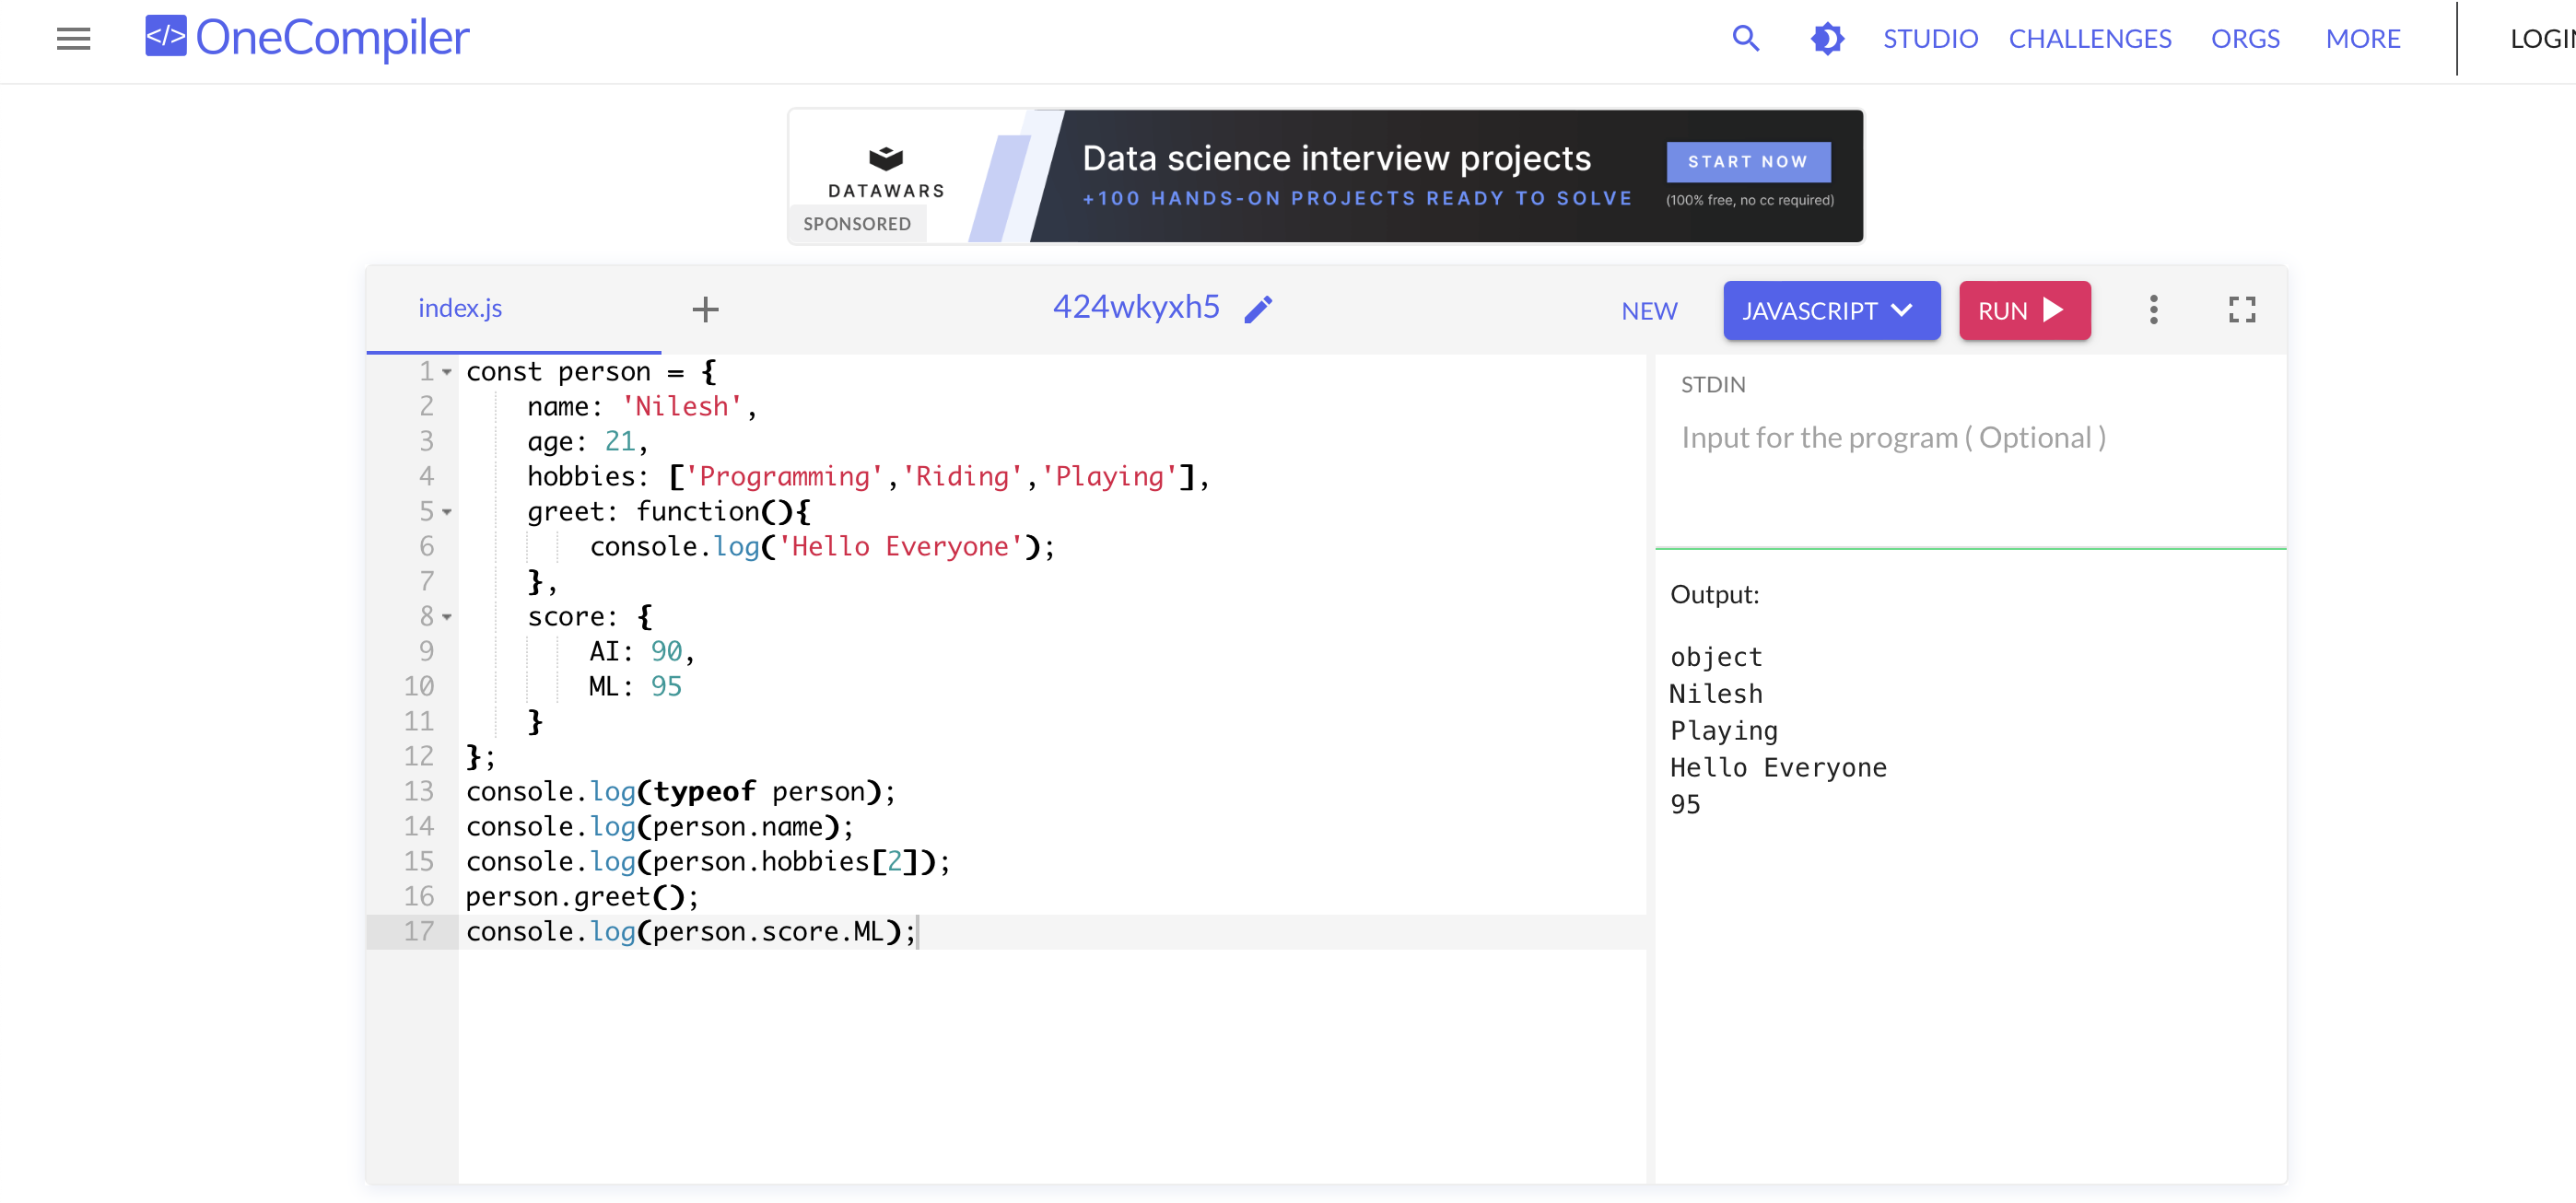 </> OneCompiler
STUDIO CHALLENGES ORGS MORE LOGIN
DATAWARS
SPONSORED
Data science interview projects
+100 HANDS-ON PROJECTS READY TO SOLVE
START NOW
(100% free, no cc required)
index.js + 424wkyxh5 NEW JAVASCRIPT RUN
1 const person = {
2     name: 'Nilesh',
3     age: 21,
4     hobbies: ['Programming','Riding','Playing'],
5     greet: function(){
6         console.log('Hello Everyone');
7     },
8     score: {
9         AI: 90,
10         ML: 95
11     }
12 };
13 console.log(typeof person);
14 console.log(person.name);
15 console.log(person.hobbies[2]);
16 person.greet();
17 console.log(person.score.ML);
STDIN
Input for the program ( Optional )
Output:
object
Nilesh
Playing
Hello Everyone
95